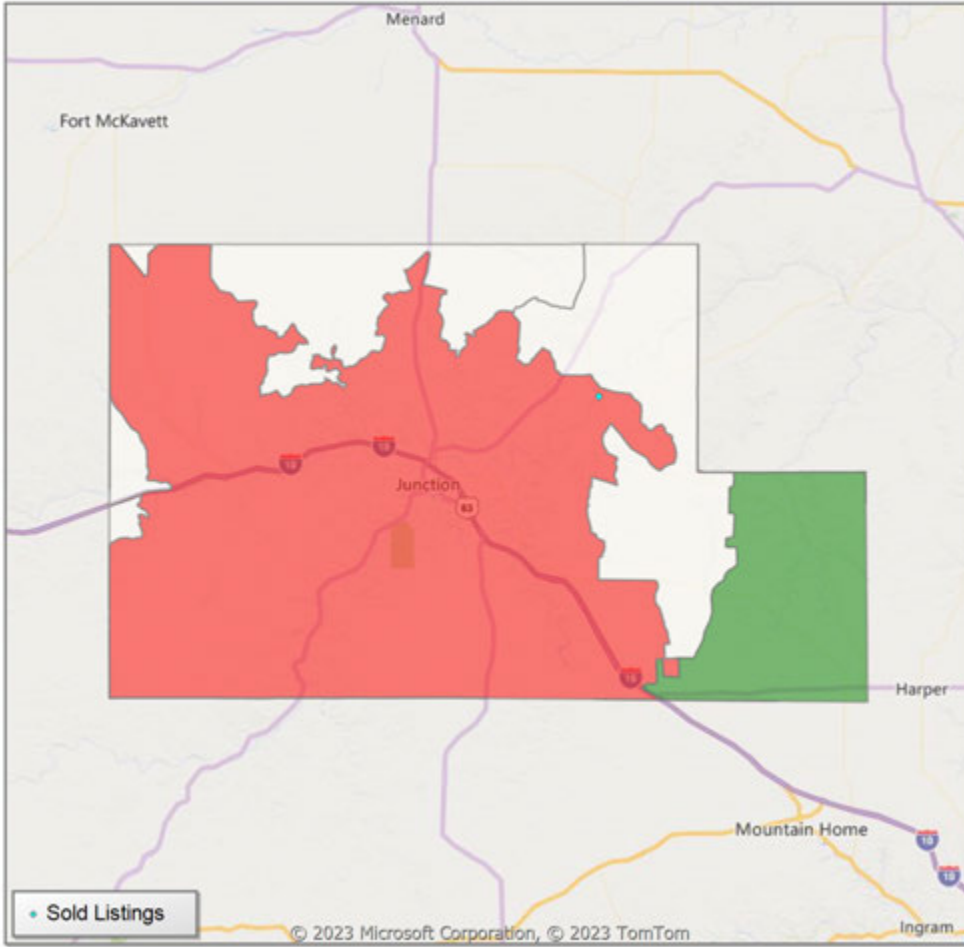 Menard
Fort McKavett
10
10
Junction
83
10
Harper
Mountain Home
10
10
Sold Listings
© 2023 Microsoft Corporation, © 2023 TomTom
Ingram